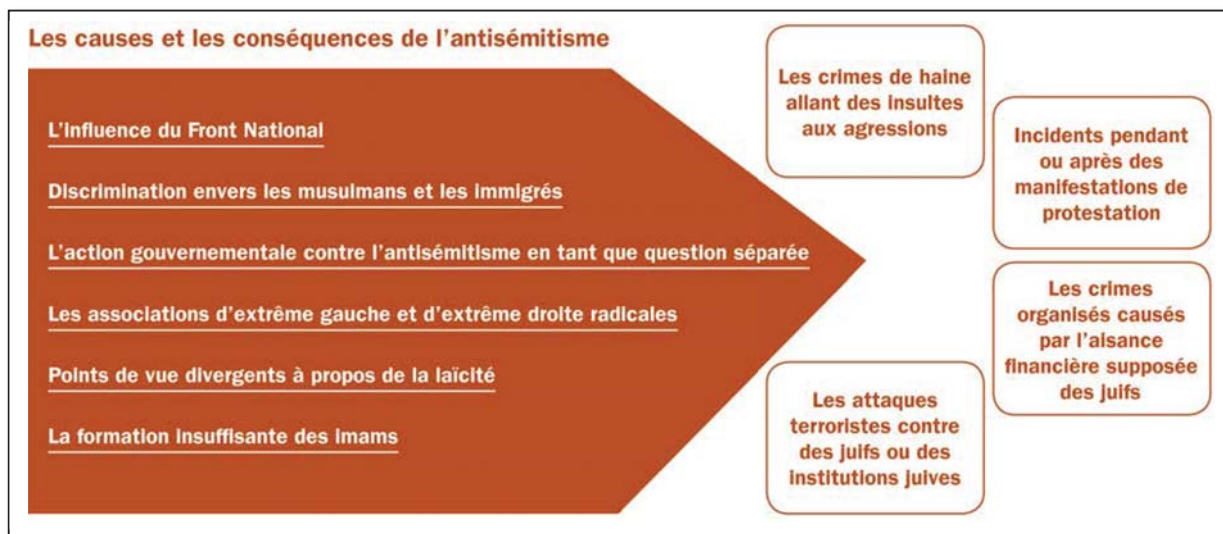 Les causes et les conséquences de l'antisémitisme
L'influence du Front National
Discrimination envers les musulmans et les immigrés
L'action gouvernementale contre l'antisémitisme en tant que question séparée
Les associations d'extrême gauche et d'extrême droite radicales
Points de vue divergents à propos de la laïcité
La formation insuffisante des imams
Les crimes de haine
allant des insultes
aux agressions
Incidents pendant
ou après des
manifestations de
protestation
Les crimes
organisés causés
par l'aisance
financière supposée
des juifs
Les attaques
terroristes contre
des juifs ou des
institutions juives